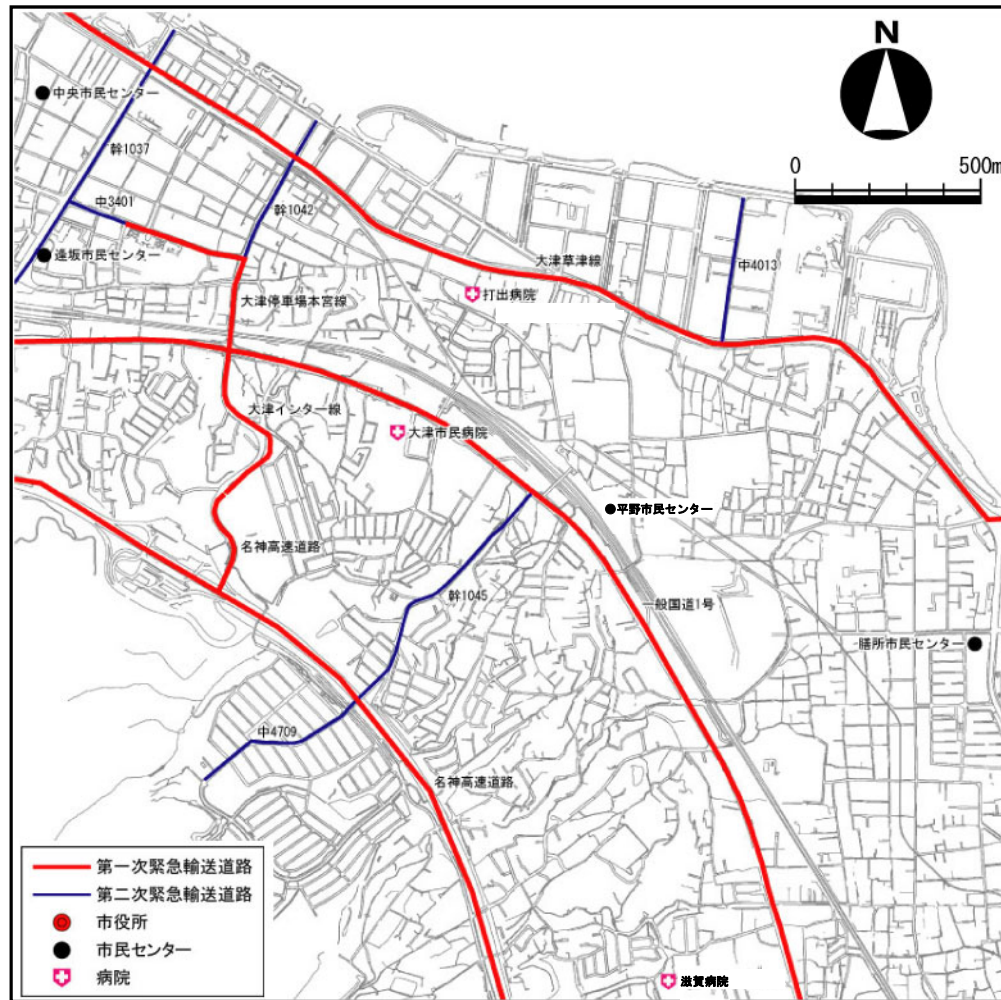 N
0 500m
中央市民センター
幹1037
中3401
幹1042
逢坂市民センター
大津草津線
中4013
大津停車場本宮線
打出病院
大津インター線
大津市民病院
平野市民センター
名神高速道路
幹1045
一般国道1号
膳所市民センター
中4709
名神高速道路
第一次緊急輸送道路
第二次緊急輸送道路
市役所
市民センター
病院
滋賀病院